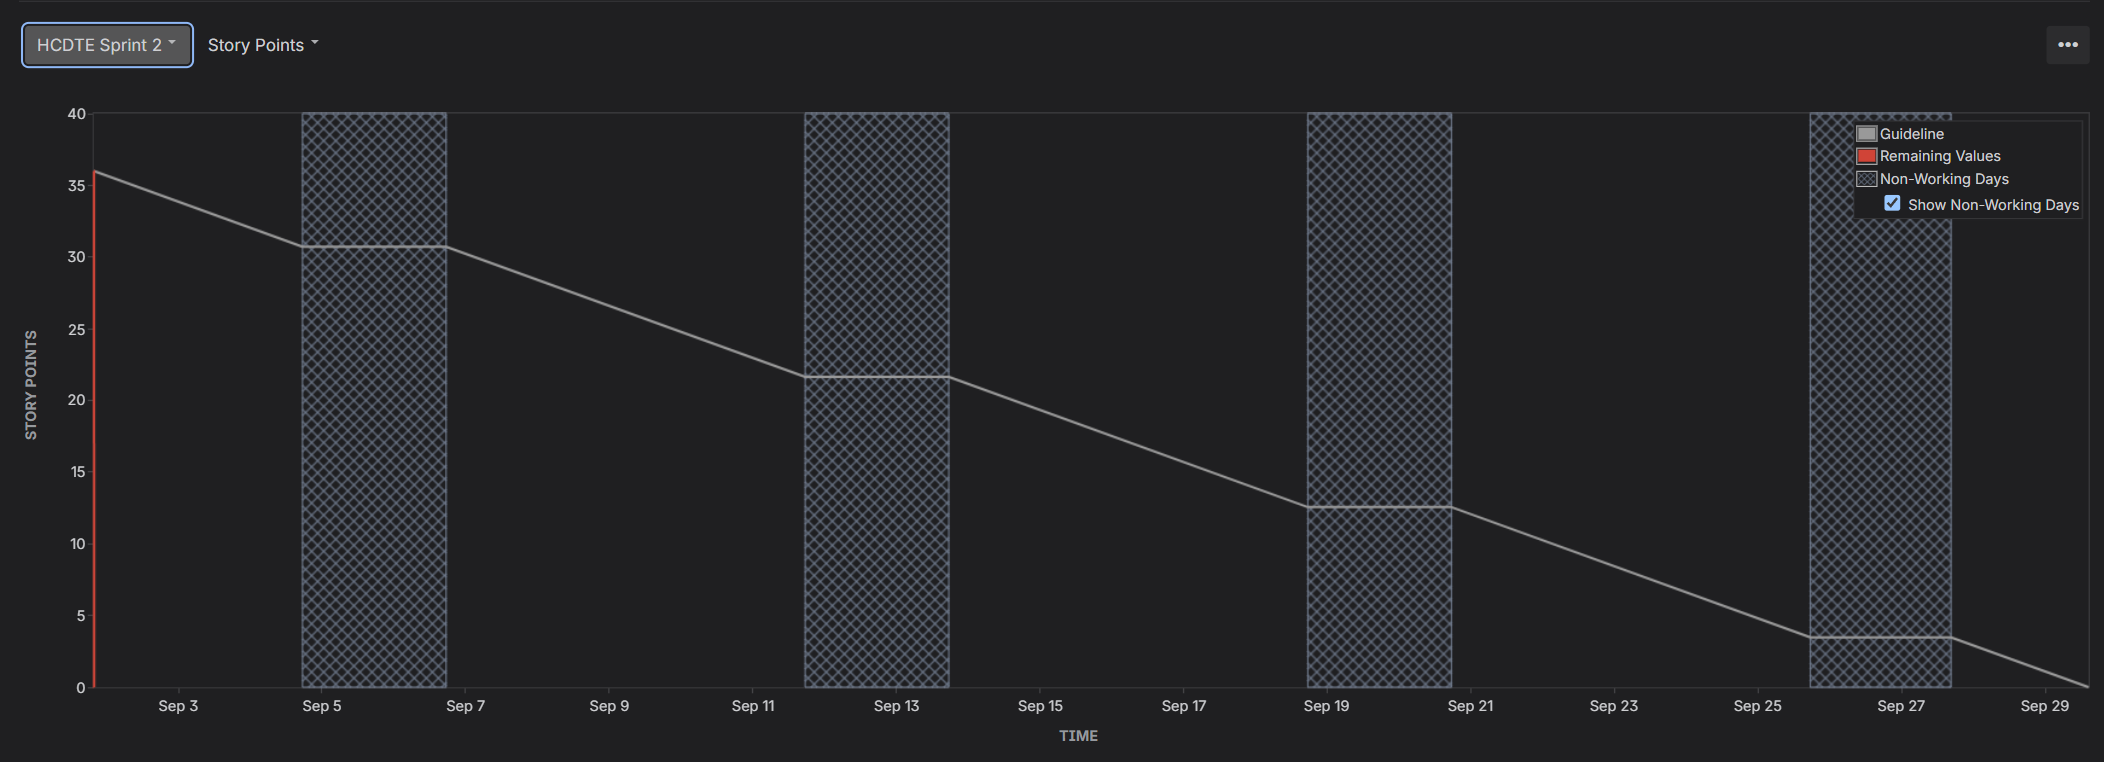 HCDTE Sprint 2 Story Points
40
35
30
25
20
15
10
5
0
STORY POINTS
Guideline
Remaining Values
Non-Working Days
Show Non-Working Days
Sep 3 Sep 5 Sep 7 Sep 9 Sep 11 Sep 13 Sep 15 Sep 17 Sep 19 Sep 21 Sep 23 Sep 25 Sep 27 Sep 29
TIME